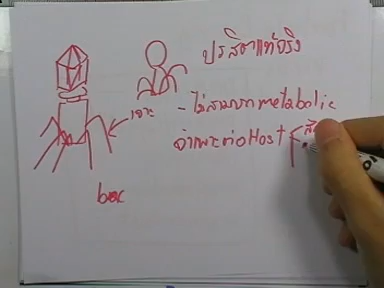 ปรสิตแท้จริง
เจาะ
- ไม่สามารถ metabolic
จำเพาะต่อ Host
bac